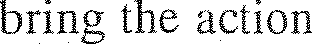 bring the action